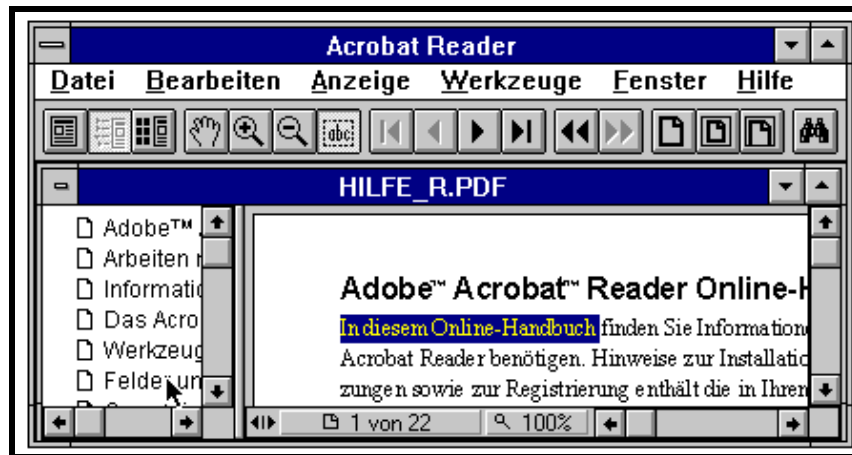 Acrobat Reader
Datei Bearbeiten Anzeige Werkzeuge Fenster Hilfe
abc
HILFE_R.PDF
Adobe™
Arbeiten
Das Acro
Werkzeug
Felder un
Adobe™ Acrobat™ Reader Online-H
In diesem Online-Handbuch finden Sie Information
Acrobat Reader benötigen. Hinweise zur Installatio
zungen sowie zur Registrierung enthält die in Ihren
1 von 22 100%